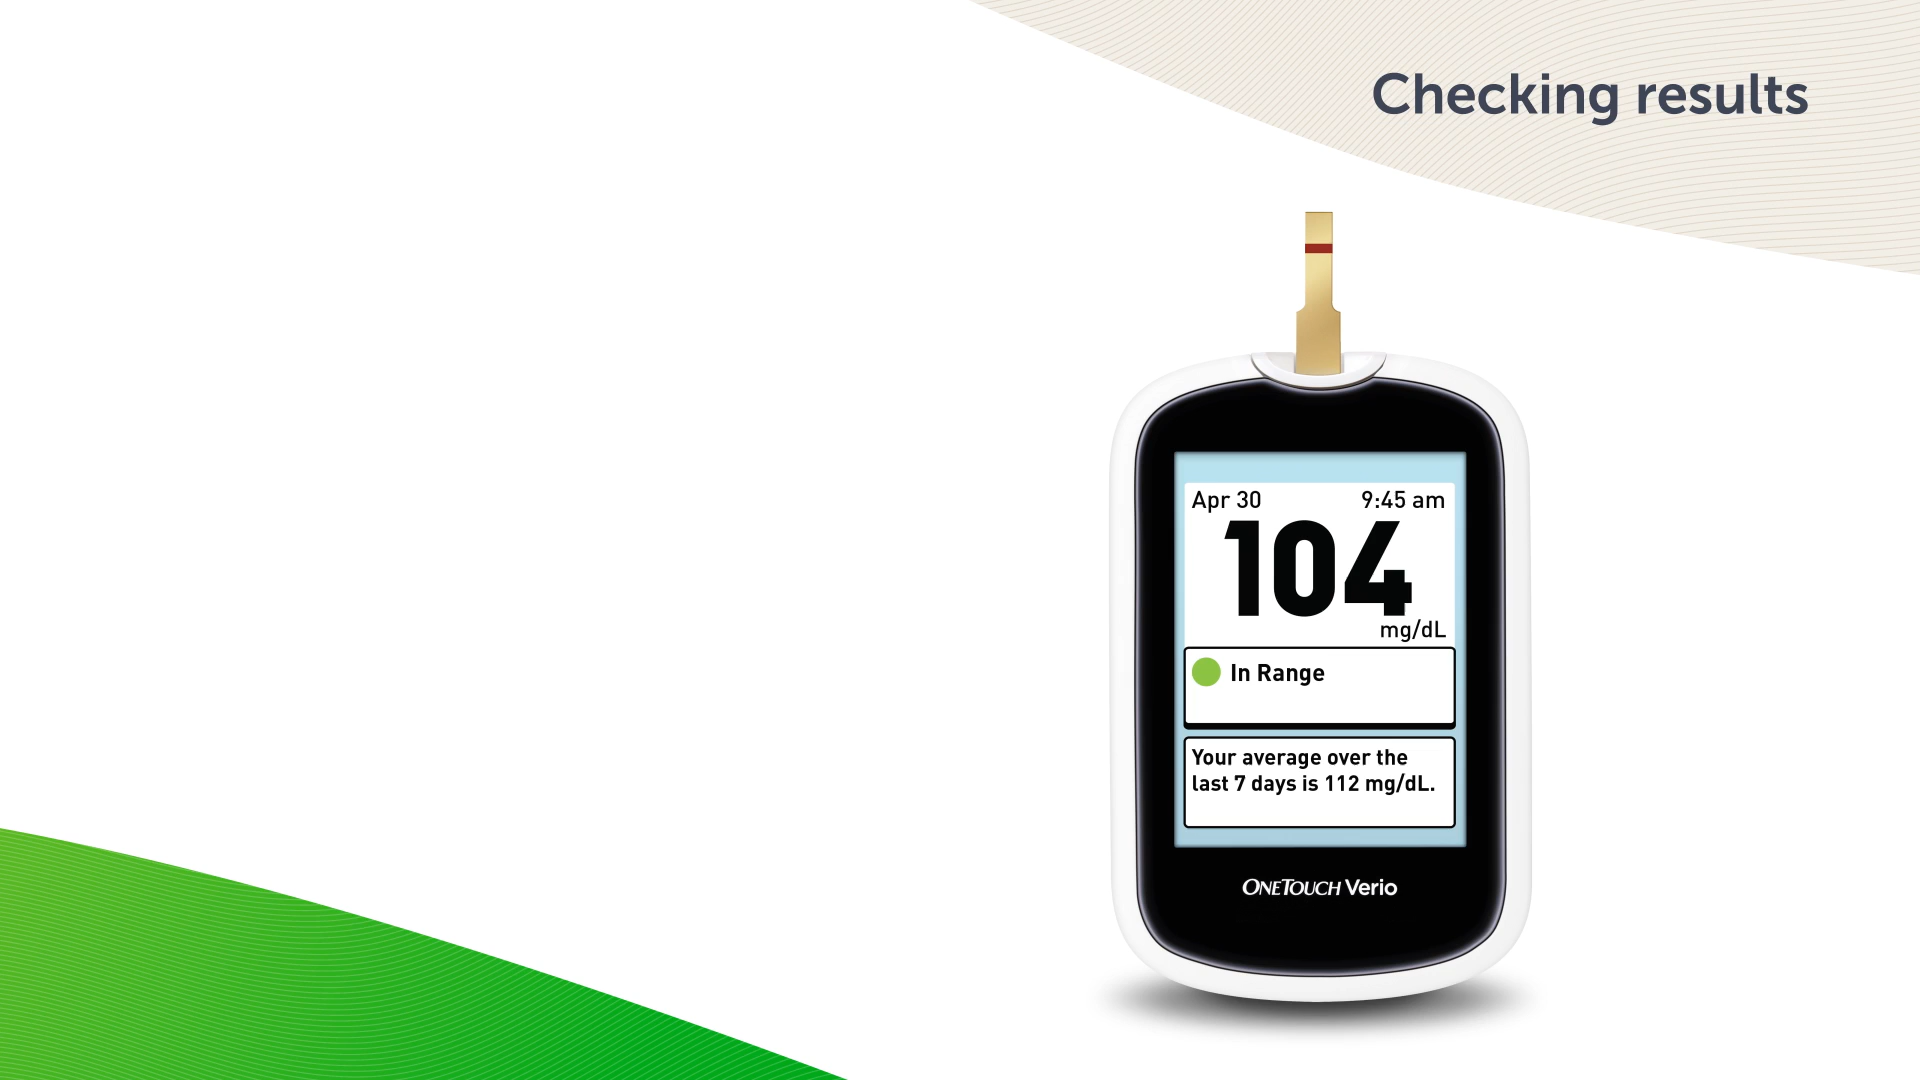 Checking results
Apr 30 9:45 am
104
mg/dL
In Range
Your average over the
last 7 days is 112 mg/dL.
ONETOUCH Verio